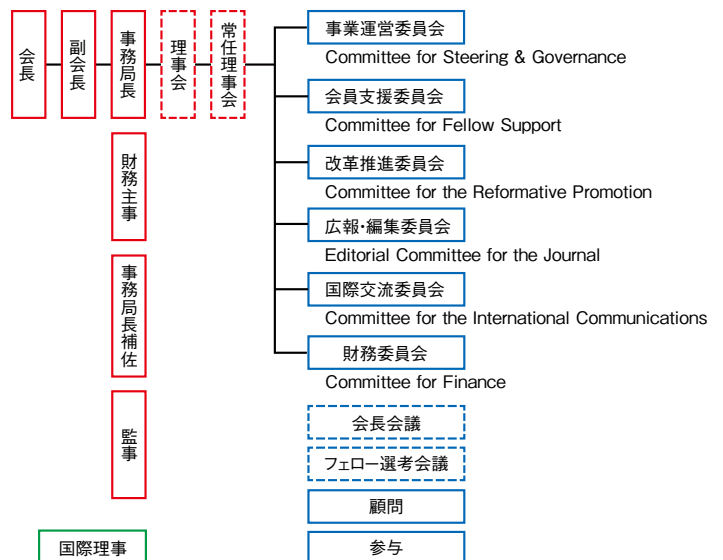 会長
副会長
事務局長
理事会
常任理事会
財務主事
事務局長補佐
監事
国際理事
事業運営委員会
Committee for Steering & Governance
会員支援委員会
Committee for Fellow Support
改革推進委員会
Committee for the Reformative Promotion
広報・編集委員会
Editorial Committee for the Journal
国際交流委員会
Committee for the International Communications
財務委員会
Committee for Finance
会長会議
フェロー選考会議
顧問
参与